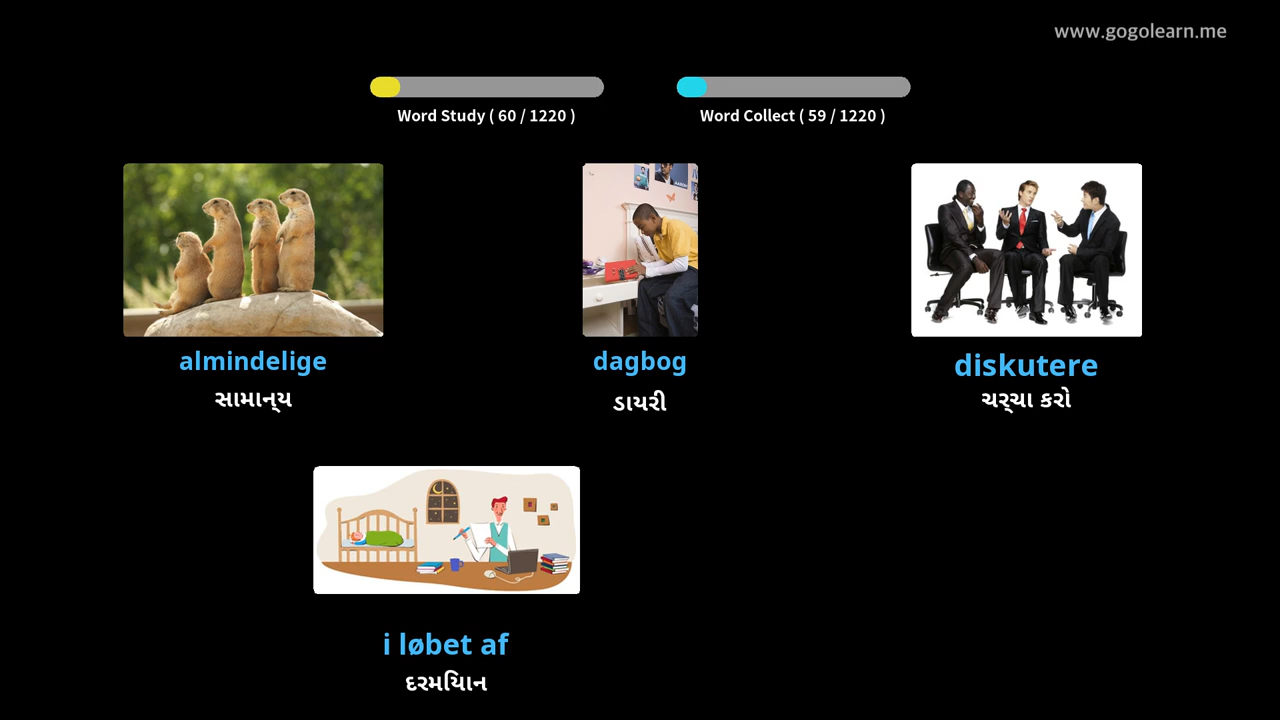 www.gogolearn.me
Word Study ( 60 / 1220 )
Word Collect ( 59 / 1220 )
almindelige
સામાન્ય
dagbog
ડાયરી
diskutere
ચર્ચા કરો
i løbet af
દરમિયાન